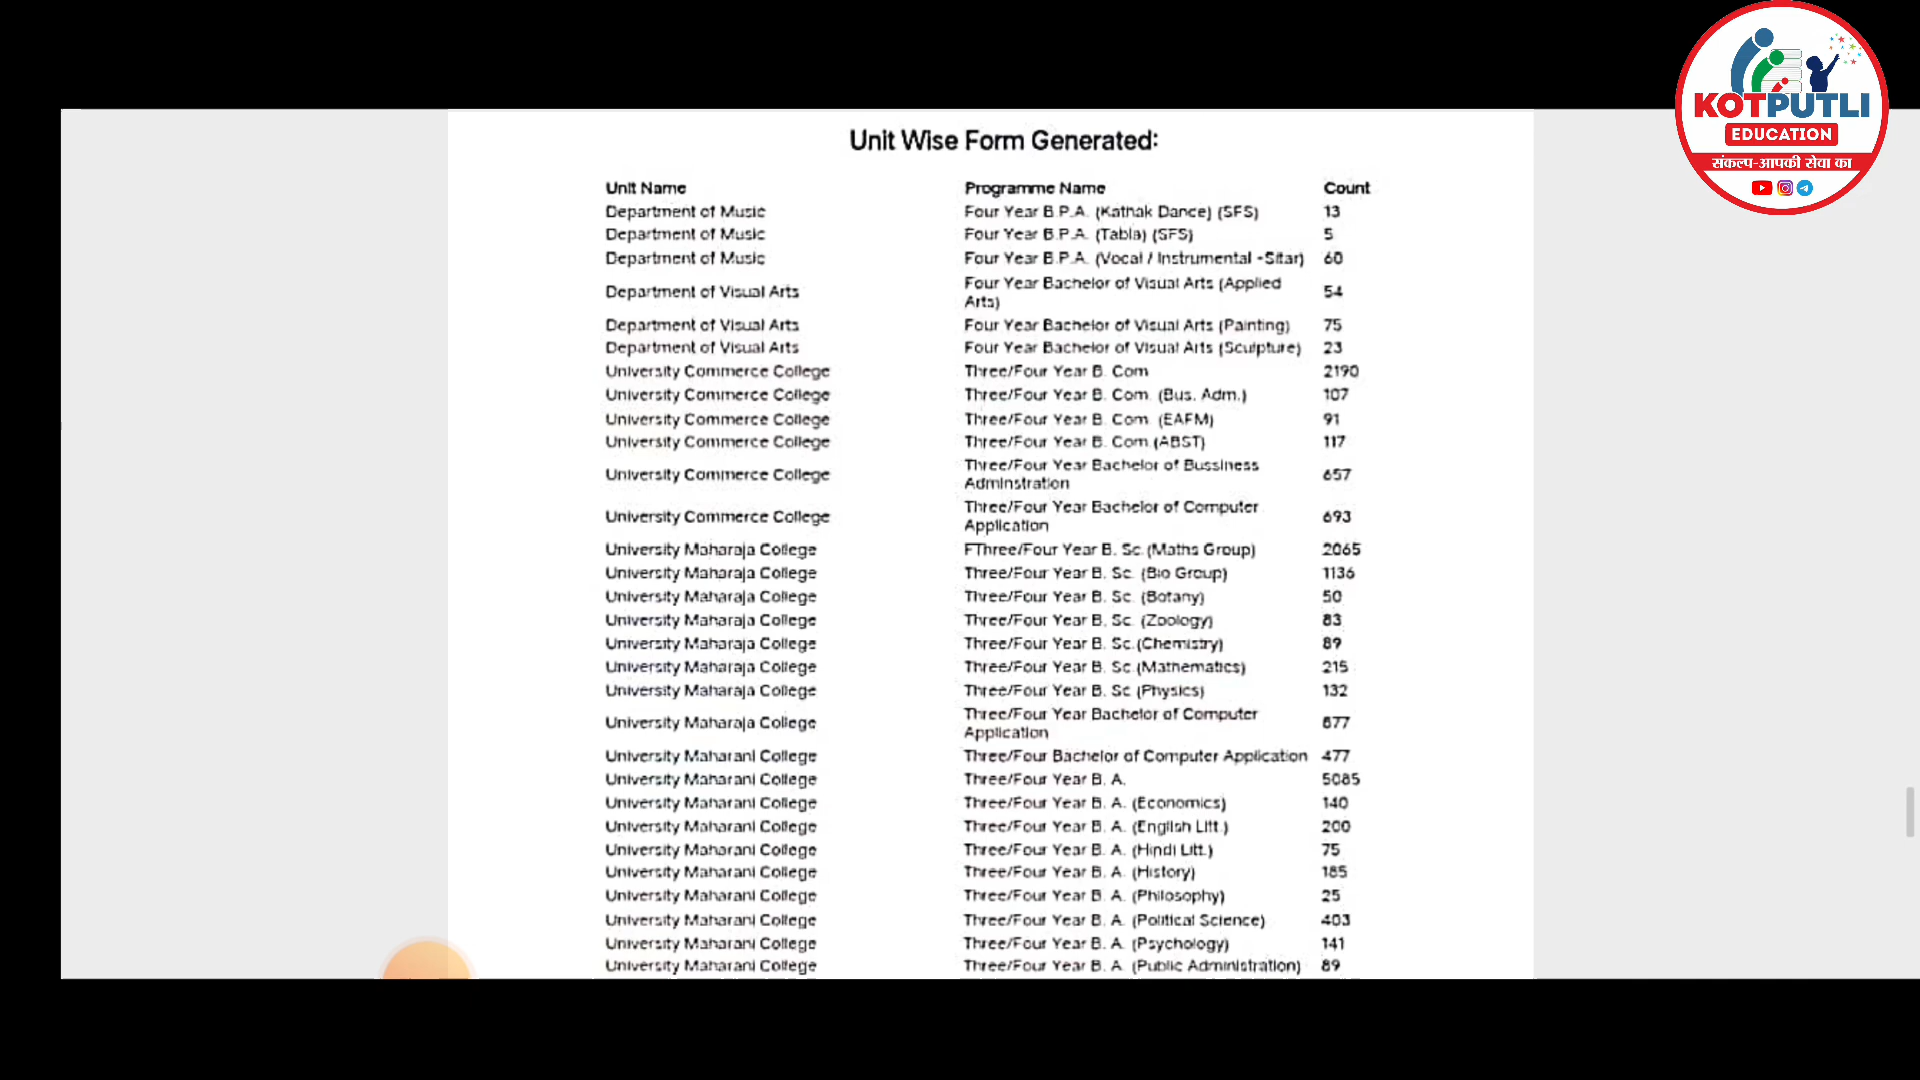 KOTPUTLI
EDUCATION
संकल्प-आपकी सेवा का
Unit Wise Form Generated:
Unit Name Programme Name Count
Department of Music Four Year B.P.A. (Kathak Dance) (SFS) 13
Department of Music Four Year B.P.A. (Tabla) (SFS) 5
Department of Music Four Year B.P.A. (Vocal / Instrumental -Sitar) 60
Department of Visual Arts Four Year Bachelor of Visual Arts (Applied
Arts) 54
Department of Visual Arts Four Year Bachelor of Visual Arts (Painting) 75
Department of Visual Arts Four Year Bachelor of Visual Arts (Sculpture) 23
University Commerce College Three/Four Year B. Com 2190
University Commerce College Three/Four Year B. Com. (Bus. Adm.) 107
University Commerce College Three/Four Year B. Com. (EAFM) 91
University Commerce College Three/Four Year B. Com.(ABST) 117
University Commerce College Three/Four Year Bachelor of Bussiness
Adminstration 657
University Commerce College Three/Four Year Bachelor of Computer
Application 693
University Maharaja College FThree/Four Year B. Sc.(Maths Group) 2065
University Maharaja College Three/Four Year B. Sc. (Bio Group) 1136
University Maharaja College Three/Four Year B. Sc. (Botany) 50
University Maharaja College Three/Four Year B. Sc. (Zoology) 83
University Maharaja College Three/Four Year B. Sc.(Chemistry) 89
University Maharaja College Three/Four Year B. Sc.(Mathematics) 215
University Maharaja College Three/Four Year B. Sc.(Physics) 132
University Maharaja College Three/Four Year Bachelor of Computer
Application 877
University Maharani College Three/Four Bachelor of Computer Application 477
University Maharani College Three/Four Year B. A. 5085
University Maharani College Three/Four Year B. A. (Economics) 140
University Maharani College Three/Four Year B. A. (English Litt.) 200
University Maharani College Three/Four Year B. A. (Hindi Litt.) 75
University Maharani College Three/Four Year B. A. (History) 185
University Maharani College Three/Four Year B. A. (Philosophy) 25
University Maharani College Three/Four Year B. A. (Political Science) 403
University Maharani College Three/Four Year B. A. (Psychology) 141
University Maharani College Three/Four Year B. A. (Public Administration) 89